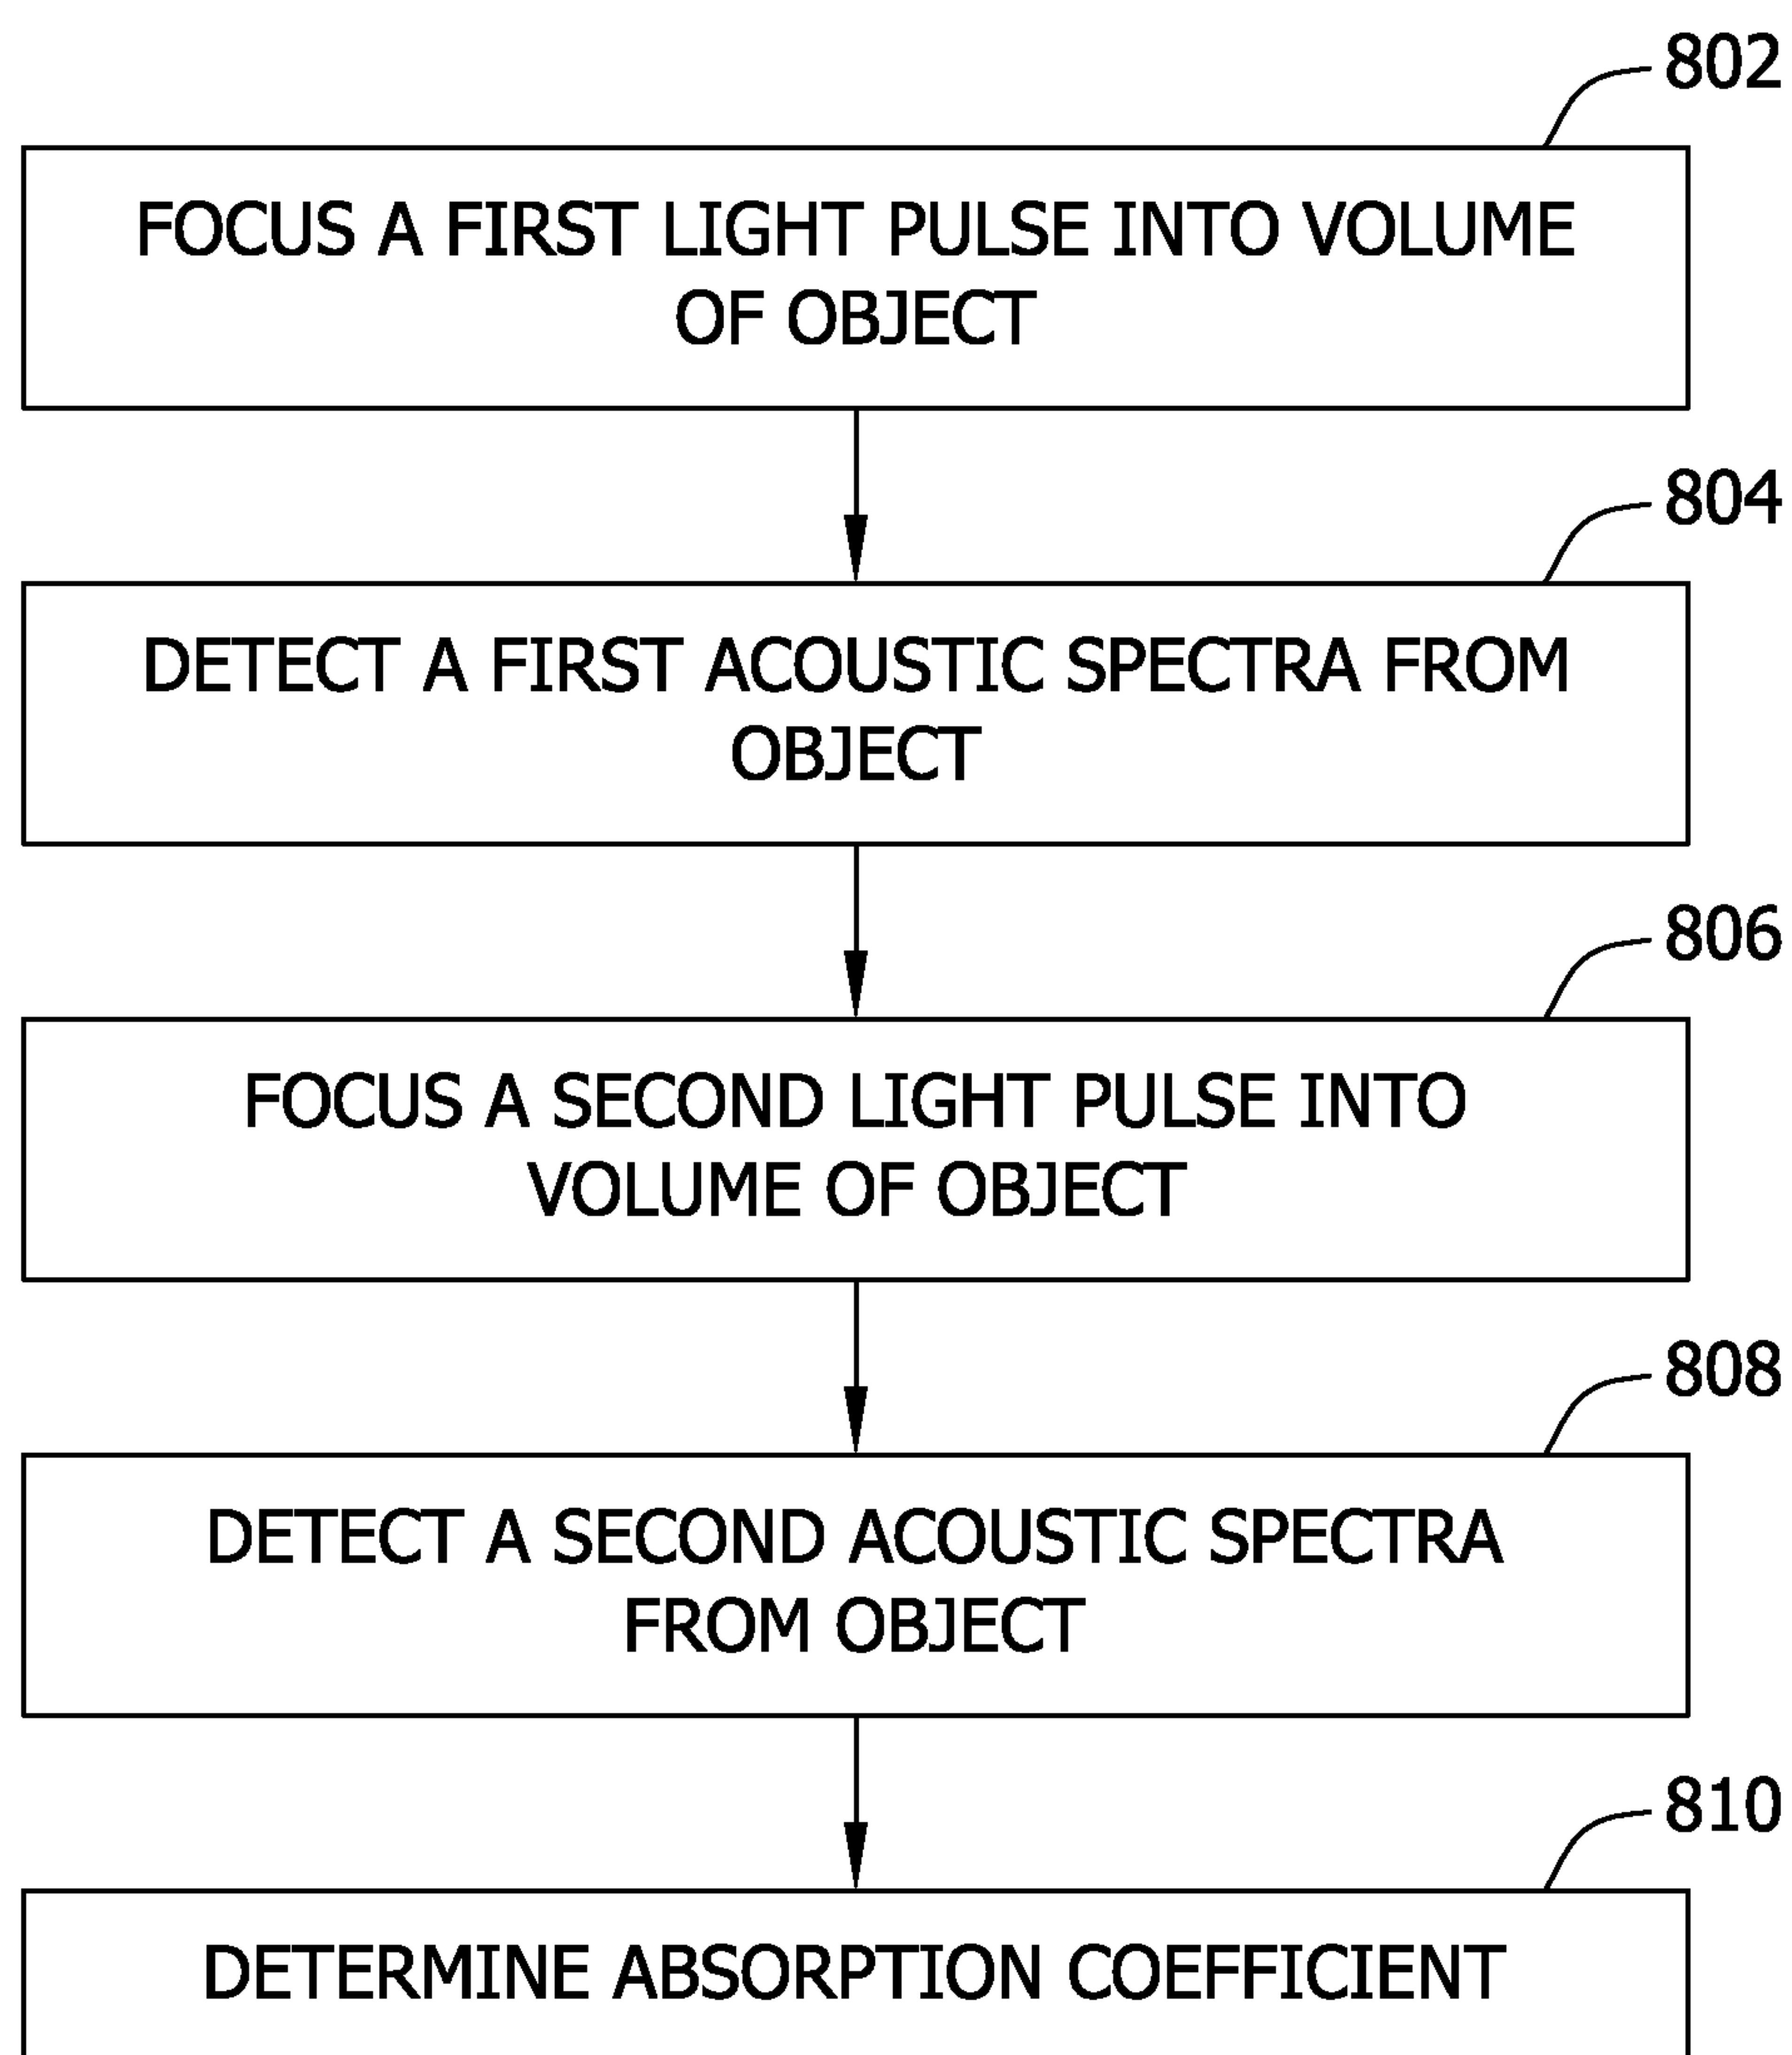 802
FOCUS A FIRST LIGHT PULSE INTO VOLUME
OF OBJECT
804
DETECT A FIRST ACOUSTIC SPECTRA FROM
OBJECT
806
FOCUS A SECOND LIGHT PULSE INTO
VOLUME OF OBJECT
808
DETECT A SECOND ACOUSTIC SPECTRA
FROM OBJECT
810
DETERMINE ABSORPTION COEFFICIENT